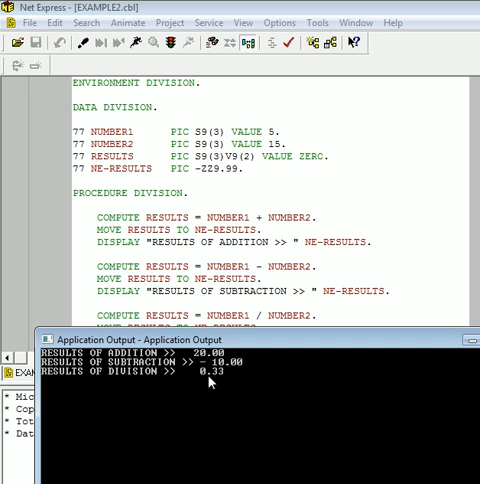 Net Express - [EXAMPLE2.cbl]
File Edit Search Animate Project Service View Options Tools Window Help
ENVIRONMENT DIVISION.
DATA DIVISION.
77 NUMBER1 PIC S9(3) VALUE 5.
77 NUMBER2 PIC S9(3) VALUE 15.
77 RESULTS PIC S9(3)V9(2) VALUE ZERO.
77 NE-RESULTS PIC -ZZ9.99.
PROCEDURE DIVISION.
COMPUTE RESULTS = NUMBER1 + NUMBER2.
MOVE RESULTS TO NE-RESULTS.
DISPLAY "RESULTS OF ADDITION >> " NE-RESULTS.
COMPUTE RESULTS = NUMBER1 - NUMBER2.
MOVE RESULTS TO NE-RESULTS.
DISPLAY "RESULTS OF SUBTRACTION >> " NE-RESULTS.
COMPUTE RESULTS = NUMBER1 / NUMBER2.
MOVE RESULTS TO NE-RESULTS
Application Output - Application Output
RESULTS OF ADDITION >> 20.00
RESULTS OF SUBTRACTION >> - 10.00
RESULTS OF DIVISION >> 0.33
EXAM
* Mic
* Cop
* Tot
* Dat